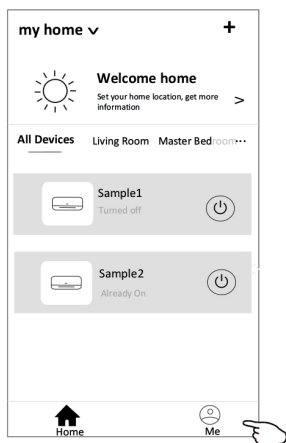 my home
+
Welcome home
Set your home location, get more
information
>
All Devices Living Room Master Bedroom...
Sample1
Turned off
Sample2
Already On
Home
Me